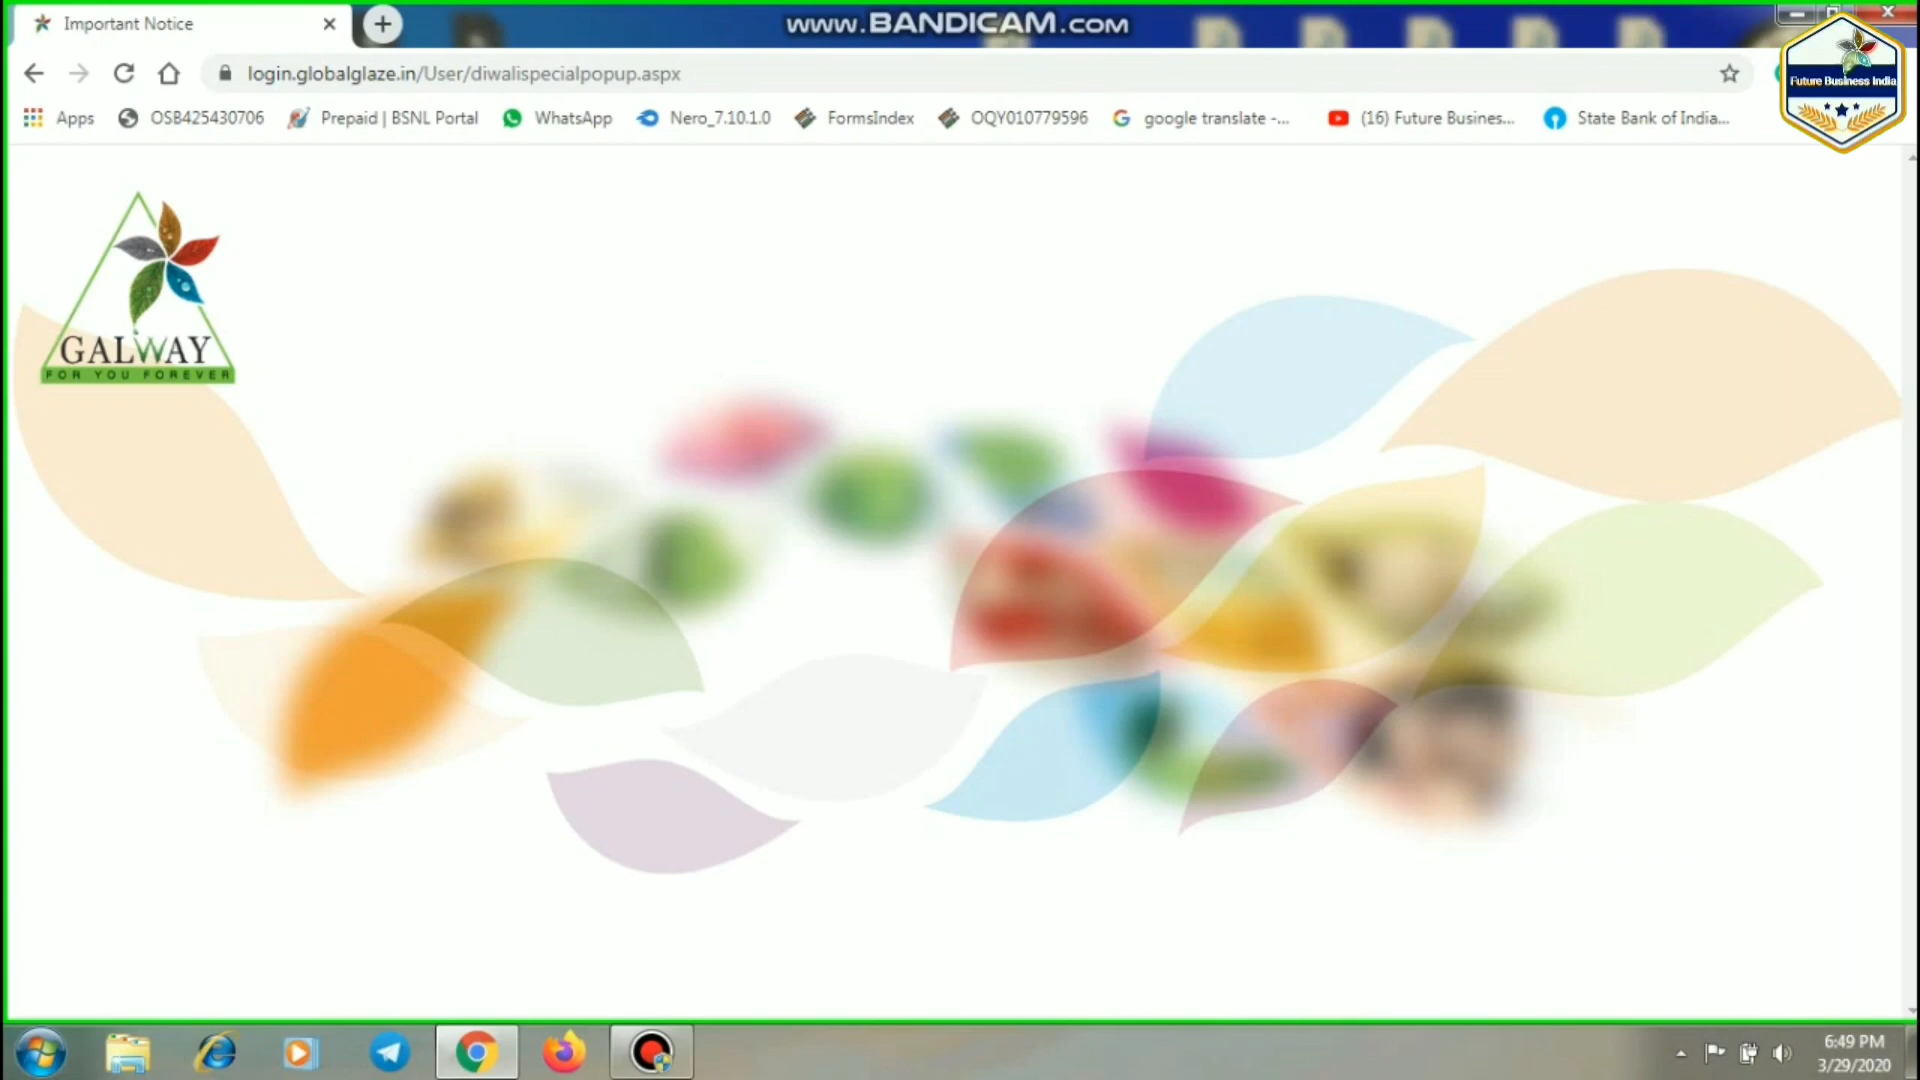 Important Notice
www.BANDICAM.com
login.globalglaze.in/User/diwalispecialpopup.aspx
Future Business India
Apps OSB425430706 Prepaid | BSNL Portal WhatsApp Nero_7.10.1.0 FormsIndex OQY010779596 google translate -... (16) Future Busines... State Bank of India...
GALWAY
FOR YOU FOREVER
6:49 PM
3/29/2020